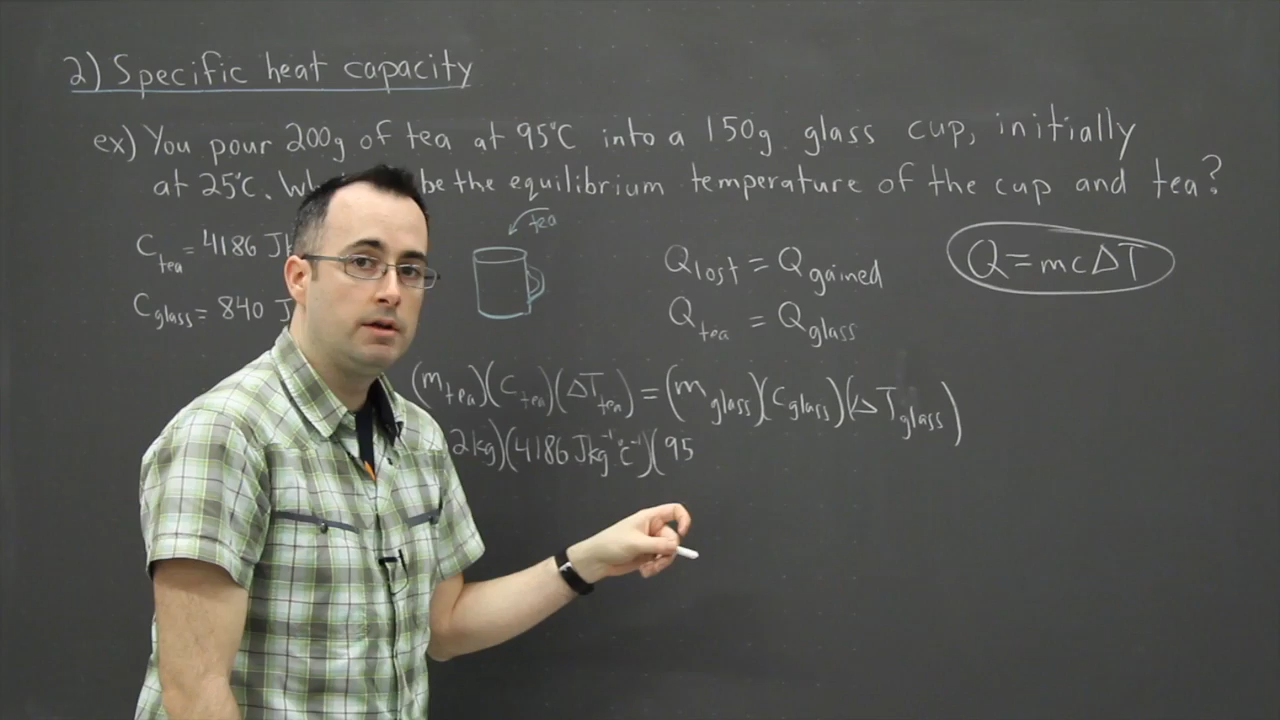 2) Specific heat capacity
ex) You pour 200g of tea at 95°C into a 150g glass cup, initially
at 25°C. be the equilibrium temperature of the cup and tea?
tea
C tea = 4186 J
C glass = 840 J
Q lost = Q gained
Q tea = Q glass
Q = mcΔT
(m tea)(c tea)(ΔT tea) = (m glass)(c glass)(ΔT glass)
2kg)(4186 Jkg⁻¹°c⁻¹)(95